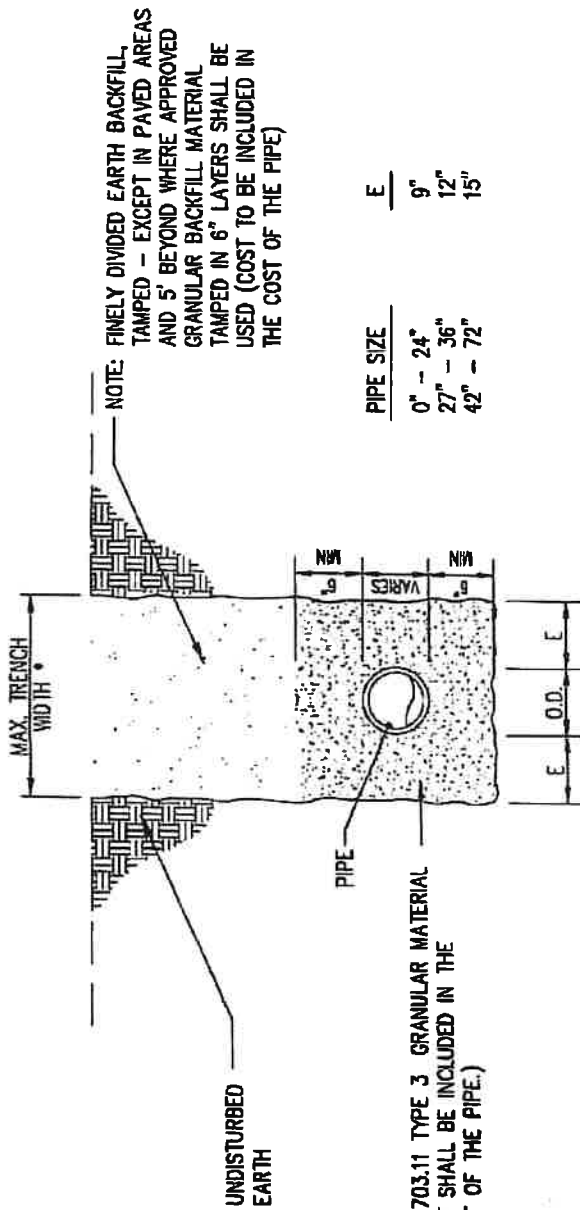 NOTE: FINELY DIVIDED EARTH BACKFILL,
TAMPED - EXCEPT IN PAVED AREAS
AND 5' BEYOND WHERE APPROVED
GRANULAR BACKFILL MATERIAL
TAMPED IN 6" LAYERS SHALL BE
USED (COST TO BE INCLUDED IN
THE COST OF THE PIPE)
MAX. TRENCH
WIDTH *
UNDISTURBED
EARTH
PIPE
6" MIN
VARIES
6" MIN
E O.D. E
PIPE SIZE E
0" - 24" 9"
27" - 36" 12"
42" - 72" 15"
703.11 TYPE 3 GRANULAR MATERIAL
SHALL BE INCLUDED IN THE
OF THE PIPE.)